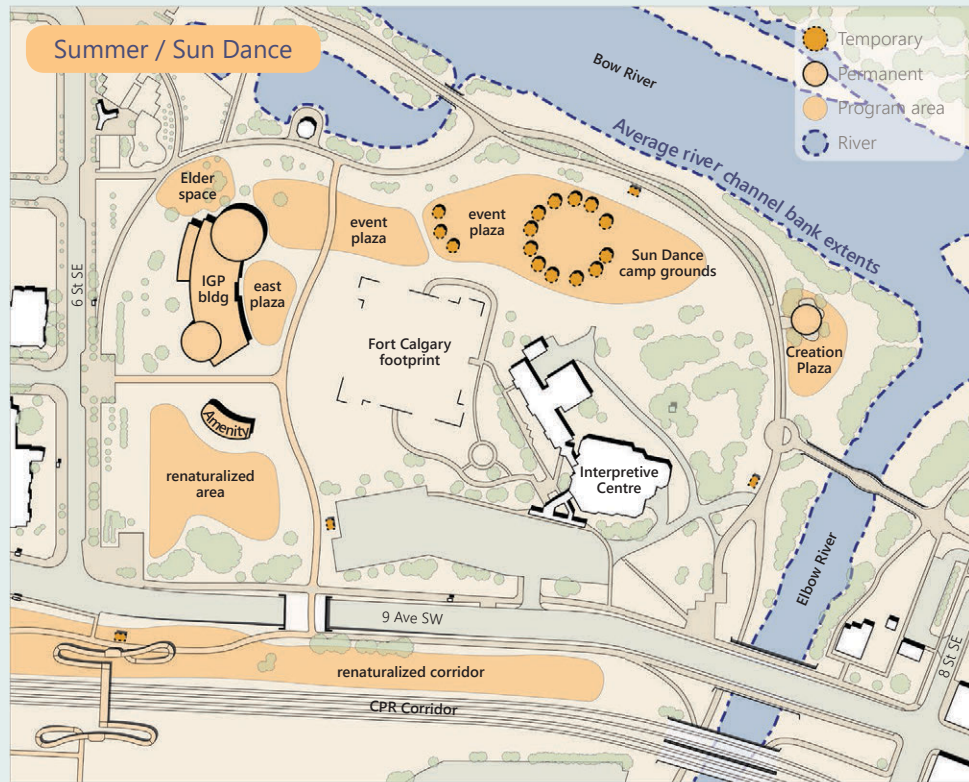 Summer / Sun Dance
Temporary
Permanent
Program area
River
Bow River
Average river channel bank extents
Elder
space
event
plaza
event
plaza
Sun Dance
camp grounds
IGP
bldg
east
plaza
6 St SE
Fort Calgary
footprint
Creation
Plaza
Amenity
renaturalized
area
Interpretive
Centre
Elbow River
9 Ave SW
8 St SE
renaturalized corridor
CPR Corridor